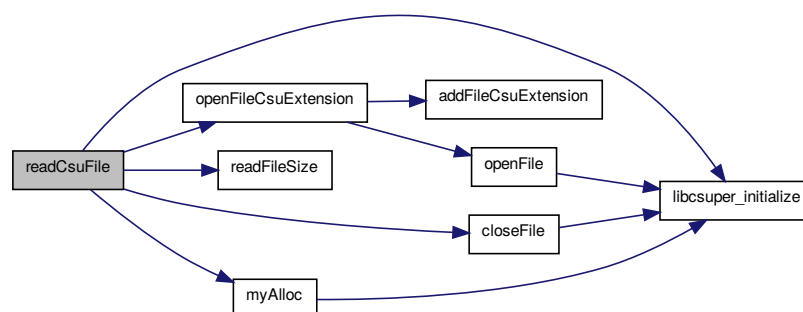 readCsuFile
openFileCsuExtension
readFileSize
closeFile
myAlloc
addFileCsuExtension
openFile
libcsuper_initialize